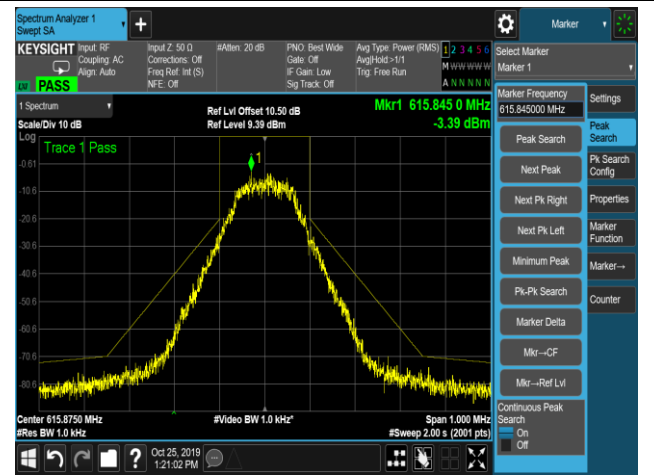 Spectrum Analyzer 1
Swept SA
Marker
KEYSIGHT
Input: RF
Coupling: AC
Align: Auto
Input Z: 50 Ω
Corrections: Off
Freq Ref: Int (S)
NFE: Off
#Atten: 20 dB
PNO: Best Wide
Gate: Off
IF Gain: Low
Sig Track: Off
Avg Type: Power (RMS)
Avg|Hold:>1/1
Trig: Free Run
1 2 3 4 5 6
M W W W W W
A N N N N N
LXI
PASS
Select Marker
Marker 1
1 Spectrum
Scale/Div 10 dB
Ref Lvl Offset 10.50 dB
Ref Level 9.39 dBm
Mkr1 615.845 0 MHz
-3.39 dBm
Log
Trace 1 Pass
1
-0.61
-10.6
-20.6
-30.6
-40.6
-50.6
-60.6
-70.6
-80.6
Center 615.8750 MHz
#Res BW 1.0 kHz
#Video BW 1.0 kHz*
Span 1.000 MHz
#Sweep 2.00 s (2001 pts)
Marker Frequency
615.845000 MHz
Peak Search
Next Peak
Next Pk Right
Next Pk Left
Minimum Peak
Pk-Pk Search
Marker Delta
Mkr→CF
Mkr→Ref Lvl
Continuous Peak
Search
On
Off
Settings
Peak
Search
Pk Search
Config
Properties
Marker
Function
Marker→
Counter
?
Oct 25, 2019
1:21:02 PM